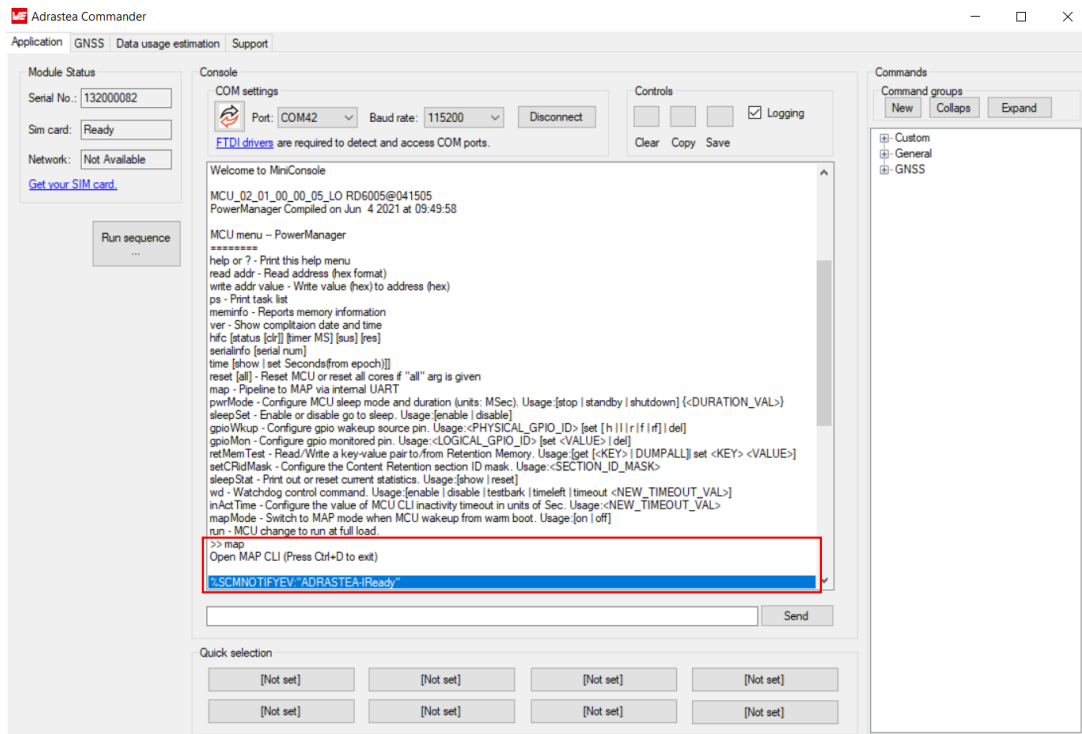 WE Adrastea Commander
Application GNSS Data usage estimation Support
Module Status
Serial No.: 132000082
Sim card: Ready
Network: Not Available
Get your SIM card.
Run sequence
...
Console
COM settings
Port: COM42 Baud rate: 115200 Disconnect
FTDI drivers are required to detect and access COM ports.
Controls
Logging
Clear Copy Save
Welcome to MiniConsole
MCU_02_01_00_00_05_LO RD6005@041505
PowerManager Compiled on Jun 4 2021 at 09:49:58
MCU menu -- PowerManager
========
help or ? - Print this help menu
read addr - Read address (hex format)
write addr value - Write value (hex) to address (hex)
ps - Print task list
meminfo - Reports memory information
ver - Show complitaion date and time
hifc [status [clr]] [timer MS] [sus] [res]
serialinfo [serial num]
time [show | set Seconds(from epoch)]]
reset [all] - Reset MCU or reset all cores if "all" arg is given
map - Pipeline to MAP via internal UART
pwrMode - Configure MCU sleep mode and duration (units: MSec). Usage:[stop | standby | shutdown] {<DURATION_VAL>}
sleepSet - Enable or disable go to sleep. Usage:[enable | disable]
gpioWkup - Configure gpio wakeup source pin. Usage:<PHYSICAL_GPIO_ID> [set [ h | l | r | f | rf] | del]
gpioMon - Configure gpio monitored pin. Usage:<LOGICAL_GPIO_ID> [set <VALUE> | del]
retMemTest - Read/Write a key-value pair to/from Retention Memory. Usage:[get [<KEY> | DUMPALL]| set <KEY> <VALUE>]
setCRidMask - Configure the Content Retention section ID mask. Usage:<SECTION_ID_MASK>
sleepStat - Print out or reset current statistics. Usage:[show | reset]
wd - Watchdog control command. Usage:[enable | disable | testbark | timeleft | timeout <NEW_TIMEOUT_VAL>]
inActTime - Configure the value of MCU CLI inactivity timeout in units of Sec. Usage:<NEW_TIMEOUT_VAL>
mapMode - Switch to MAP mode when MCU wakeup from warm boot. Usage:[on | off]
run - MCU change to run at full load.
>> map
Open MAP CLI (Press Ctrl+D to exit)
%SCMNOTIFYEV:"ADRASTEA-IReady"
Send
Quick selection
[Not set] [Not set] [Not set] [Not set]
[Not set] [Not set] [Not set] [Not set]
Commands
Command groups
New Collaps Expand
Custom
General
GNSS